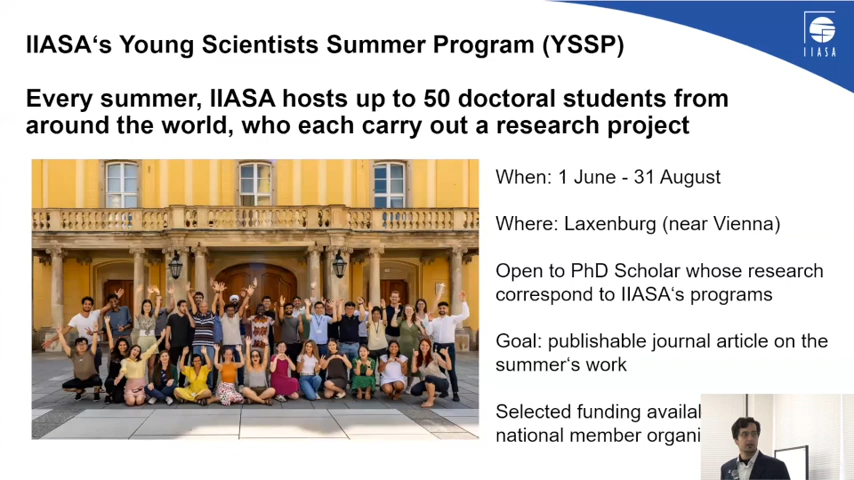 IIASA‘s Young Scientists Summer Program (YSSP)
IIASA
Every summer, IIASA hosts up to 50 doctoral students from
around the world, who each carry out a research project
When: 1 June - 31 August
Where: Laxenburg (near Vienna)
Open to PhD Scholar whose research
correspond to IIASA‘s programs
Goal: publishable journal article on the
summer‘s work
Selected funding
national member